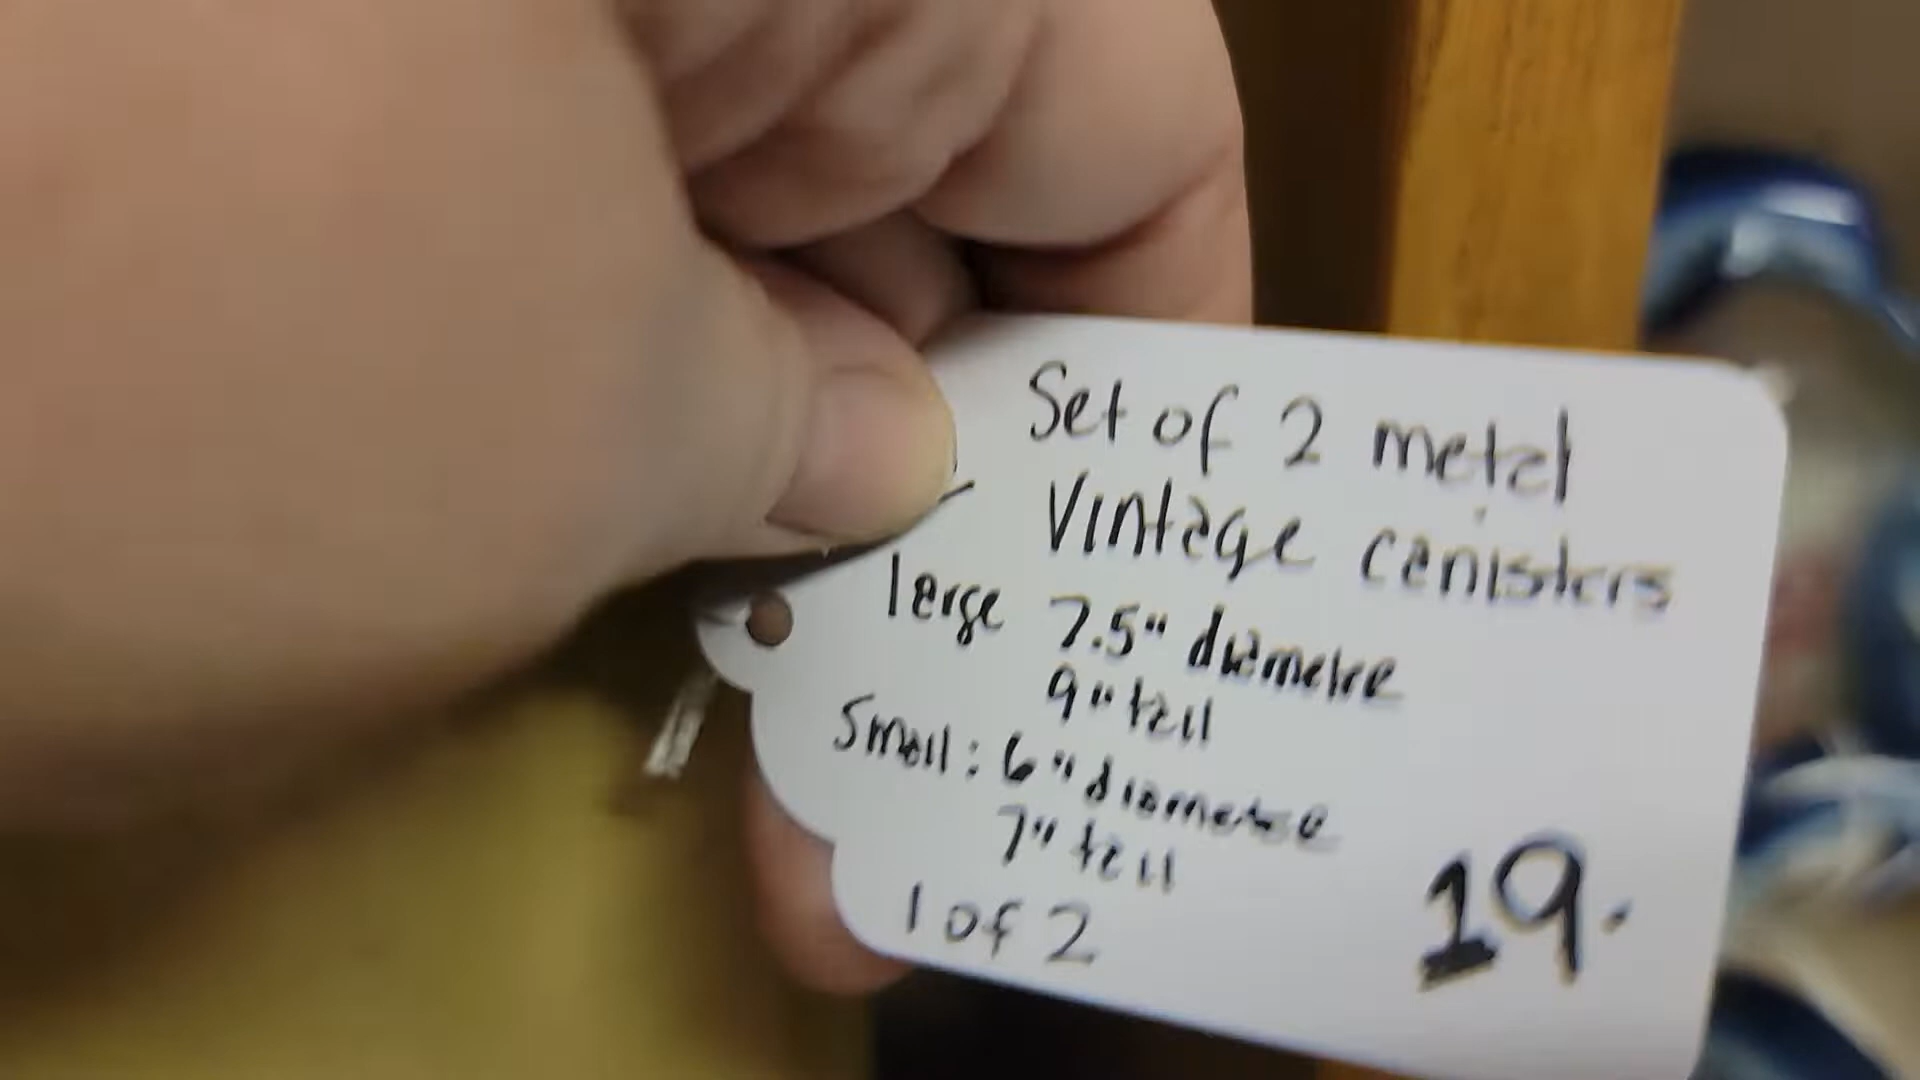 Set of 2 metal
Vintage canisters
large 7.5" diametre
9" tall
Small: 6" diametre
7" tall
1 of 2
19.